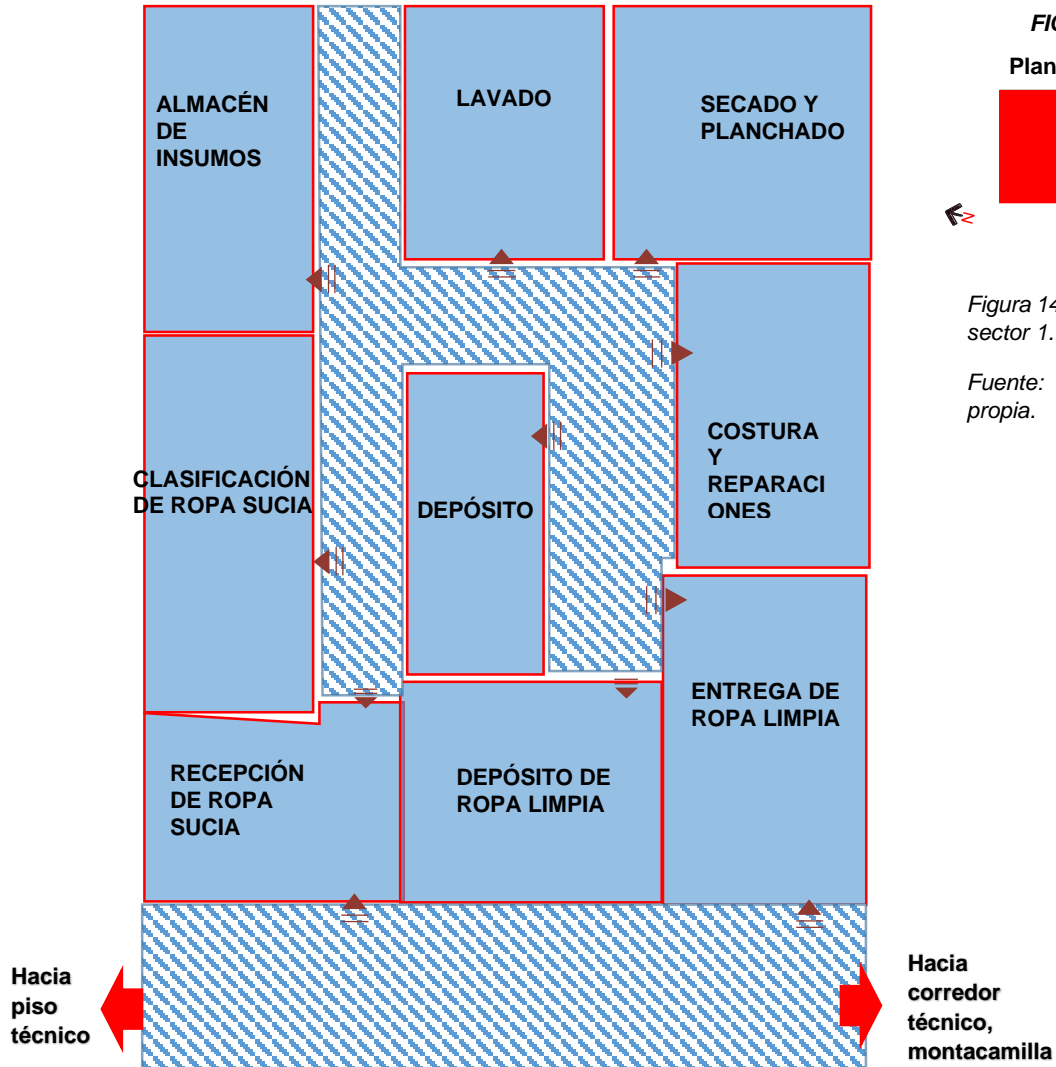 ALMACÉN
DE
INSUMOS
LAVADO
SECADO Y
PLANCHADO
CLASIFICACIÓN
DE ROPA SUCIA
DEPÓSITO
COSTURA
Y
REPARACI
ONES
ENTREGA DE
ROPA LIMPIA
RECEPCIÓN
DE ROPA
SUCIA
DEPÓSITO DE
ROPA LIMPIA
Hacia
piso
técnico
Hacia
corredor
técnico,
montacamilla
FIG
Plan
N
Figura 14
sector 1.
Fuente:
propia.